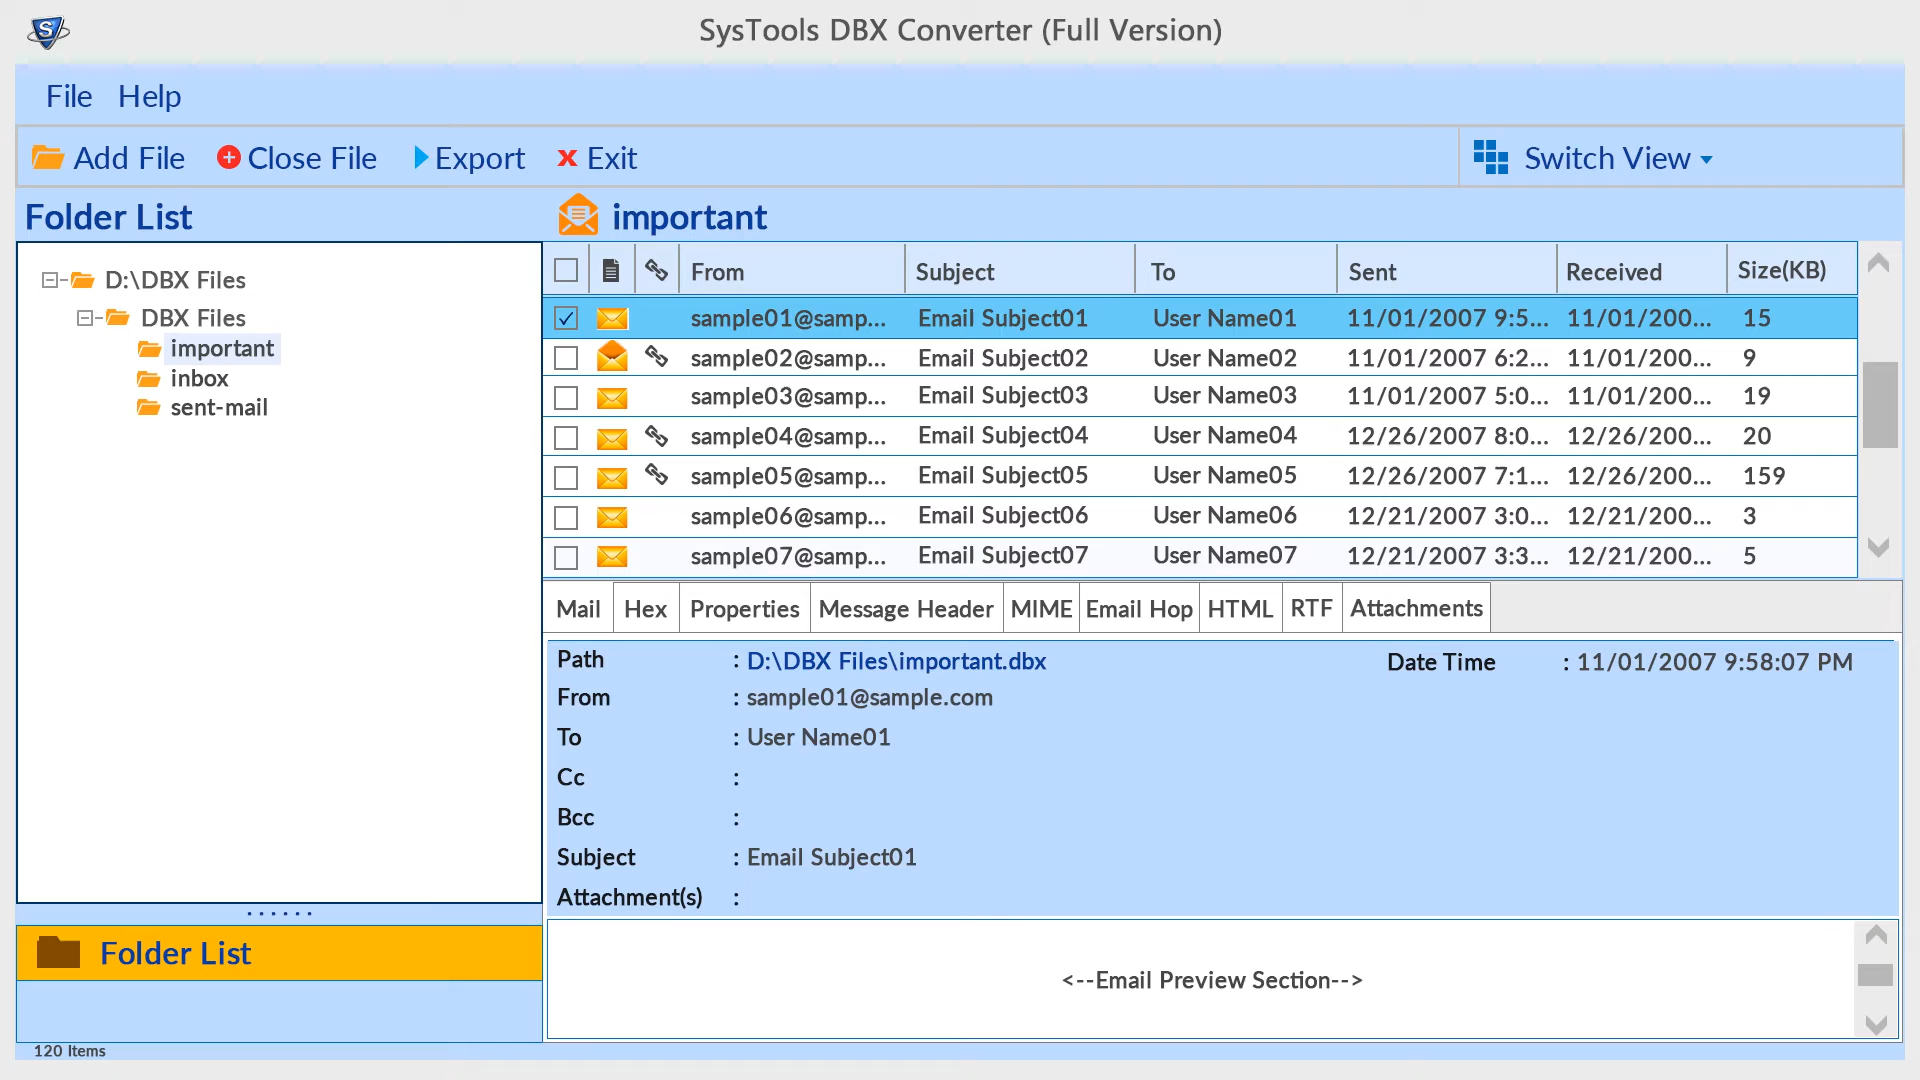 SysTools DBX Converter (Full Version)
File Help
Add File Close File Export Exit Switch View
Folder List
important
D:\DBX Files
DBX Files
important
inbox
sent-mail
From Subject To Sent Received Size(KB)
sample01@samp... Email Subject01 User Name01 11/01/2007 9:5... 11/01/200... 15
sample02@samp... Email Subject02 User Name02 11/01/2007 6:2... 11/01/200... 9
sample03@samp... Email Subject03 User Name03 11/01/2007 5:0... 11/01/200... 19
sample04@samp... Email Subject04 User Name04 12/26/2007 8:0... 12/26/200... 20
sample05@samp... Email Subject05 User Name05 12/26/2007 7:1... 12/26/200... 159
sample06@samp... Email Subject06 User Name06 12/21/2007 3:0... 12/21/200... 3
sample07@samp... Email Subject07 User Name07 12/21/2007 3:3... 12/21/200... 5
Mail Hex Properties Message Header MIME Email Hop HTML RTF Attachments
Path : D:\DBX Files\important.dbx Date Time : 11/01/2007 9:58:07 PM
From : sample01@sample.com
To : User Name01
Cc :
Bcc :
Subject : Email Subject01
Attachment(s) :
Folder List
<--Email Preview Section-->
120 Items